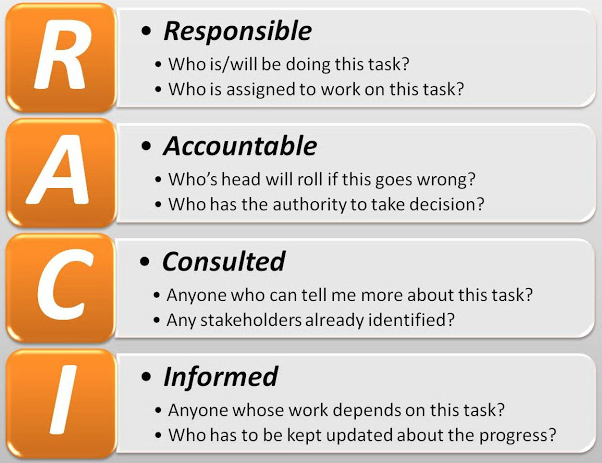 R
• Responsible
• Who is/will be doing this task?
• Who is assigned to work on this task?
A
• Accountable
• Who's head will roll if this goes wrong?
• Who has the authority to take decision?
C
• Consulted
• Anyone who can tell me more about this task?
• Any stakeholders already identified?
I
• Informed
• Anyone whose work depends on this task?
• Who has to be kept updated about the progress?